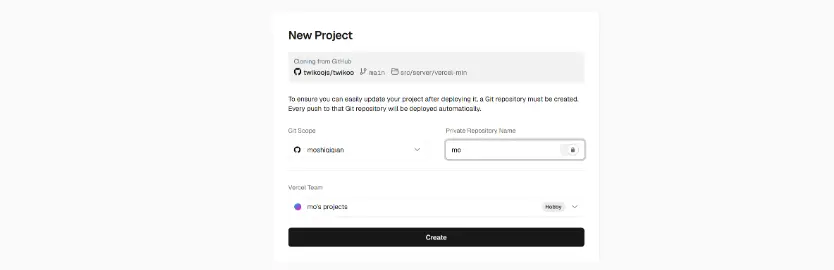 New Project
Cloning from GitHub
twikoojs/twikoo main src/server/vercel-min
To ensure you can easily update your project after deploying it, a Git repository must be created.
Every push to that Git repository will be deployed automatically.
Git Scope Private Repository Name
moshiqiqian mo
Vercel Team
mo's projects Hobby
Create